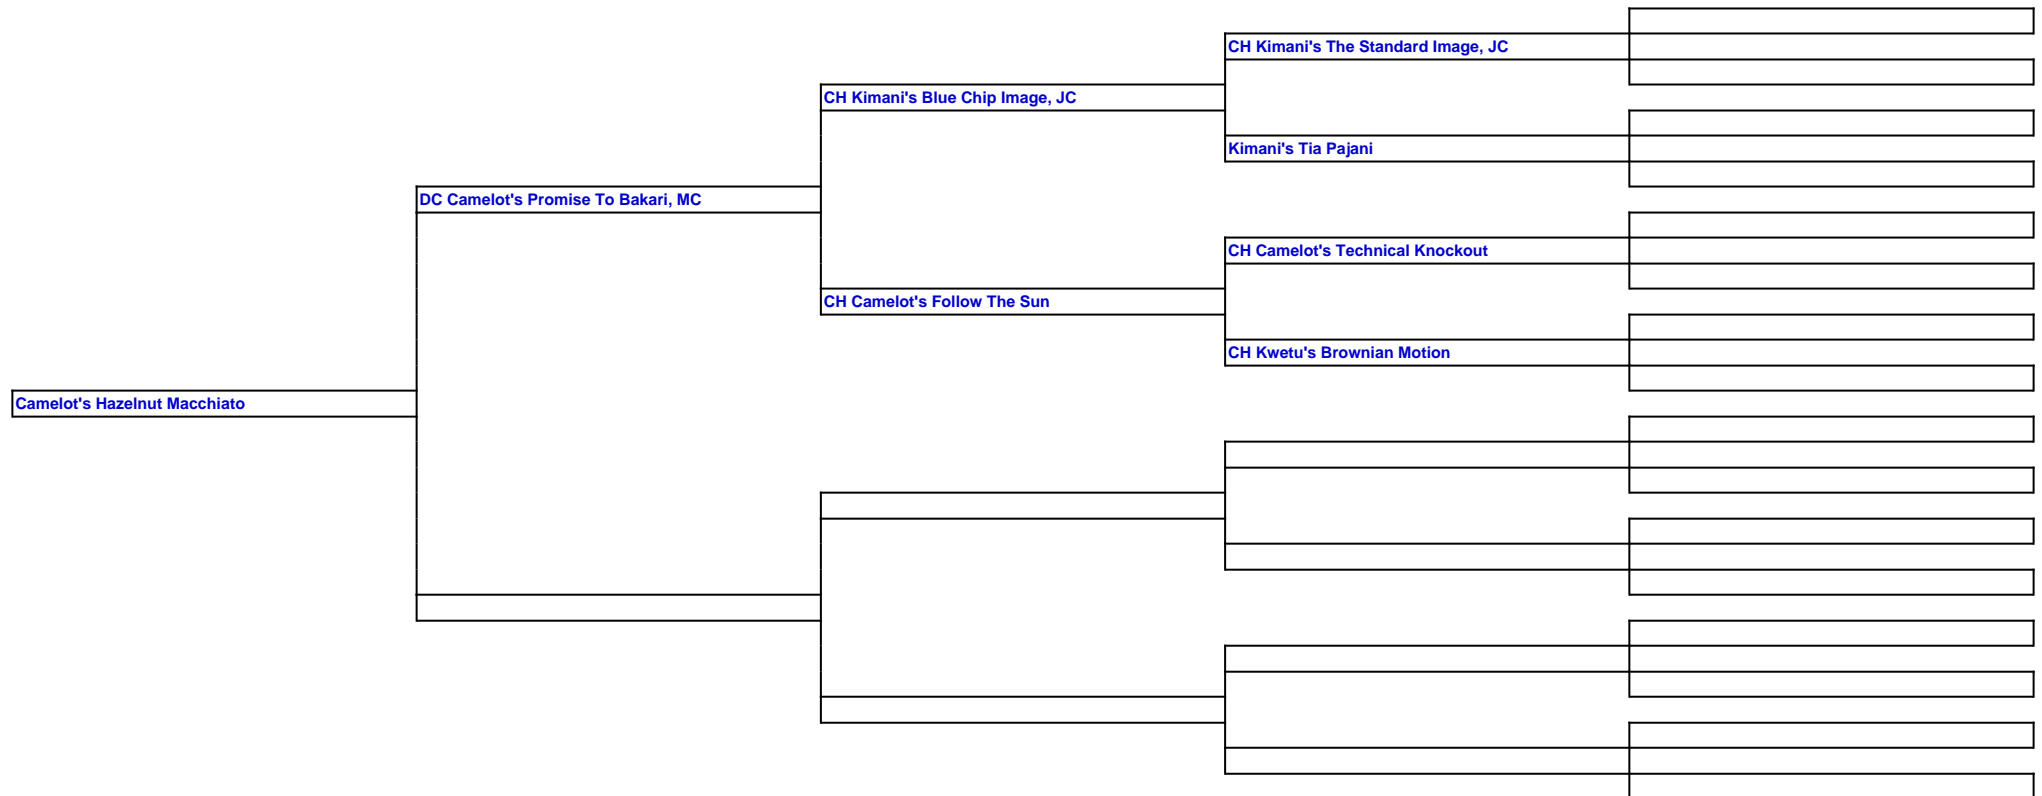 CH Kimani's The Standard Image, JC
CH Kimani's Blue Chip Image, JC
Kimani's Tia Pajani
DC Camelot's Promise To Bakari, MC
CH Camelot's Technical Knockout
CH Camelot's Follow The Sun
CH Kwetu's Brownian Motion
Camelot's Hazelnut Macchiato